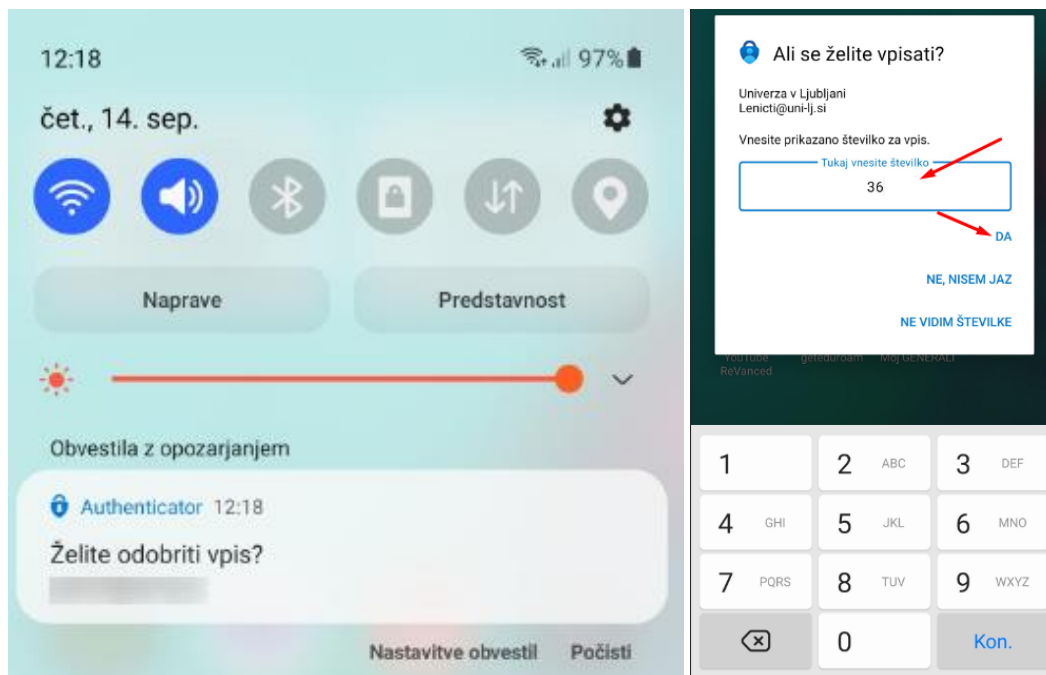 12:18
97%
čet., 14. sep.
Naprave
Predstavnost
Obvestila z opozarjanjem
Authenticator 12:18
Želite odobriti vpis?
Nastavitve obvestil Počisti
Ali se želite vpisati?
Univerza v Ljubljani
Lenicti@uni-lj.si
Vnesite prikazano številko za vpis.
Tukaj vnesite številko
36
DA
NE, NISEM JAZ
NE VIDIM ŠTEVILKE
YouTube geteduroam Moj GENERALI
ReVanced
1 2 ABC 3 DEF
4 GHI 5 JKL 6 MNO
7 PQRS 8 TUV 9 WXYZ
0 Kon.